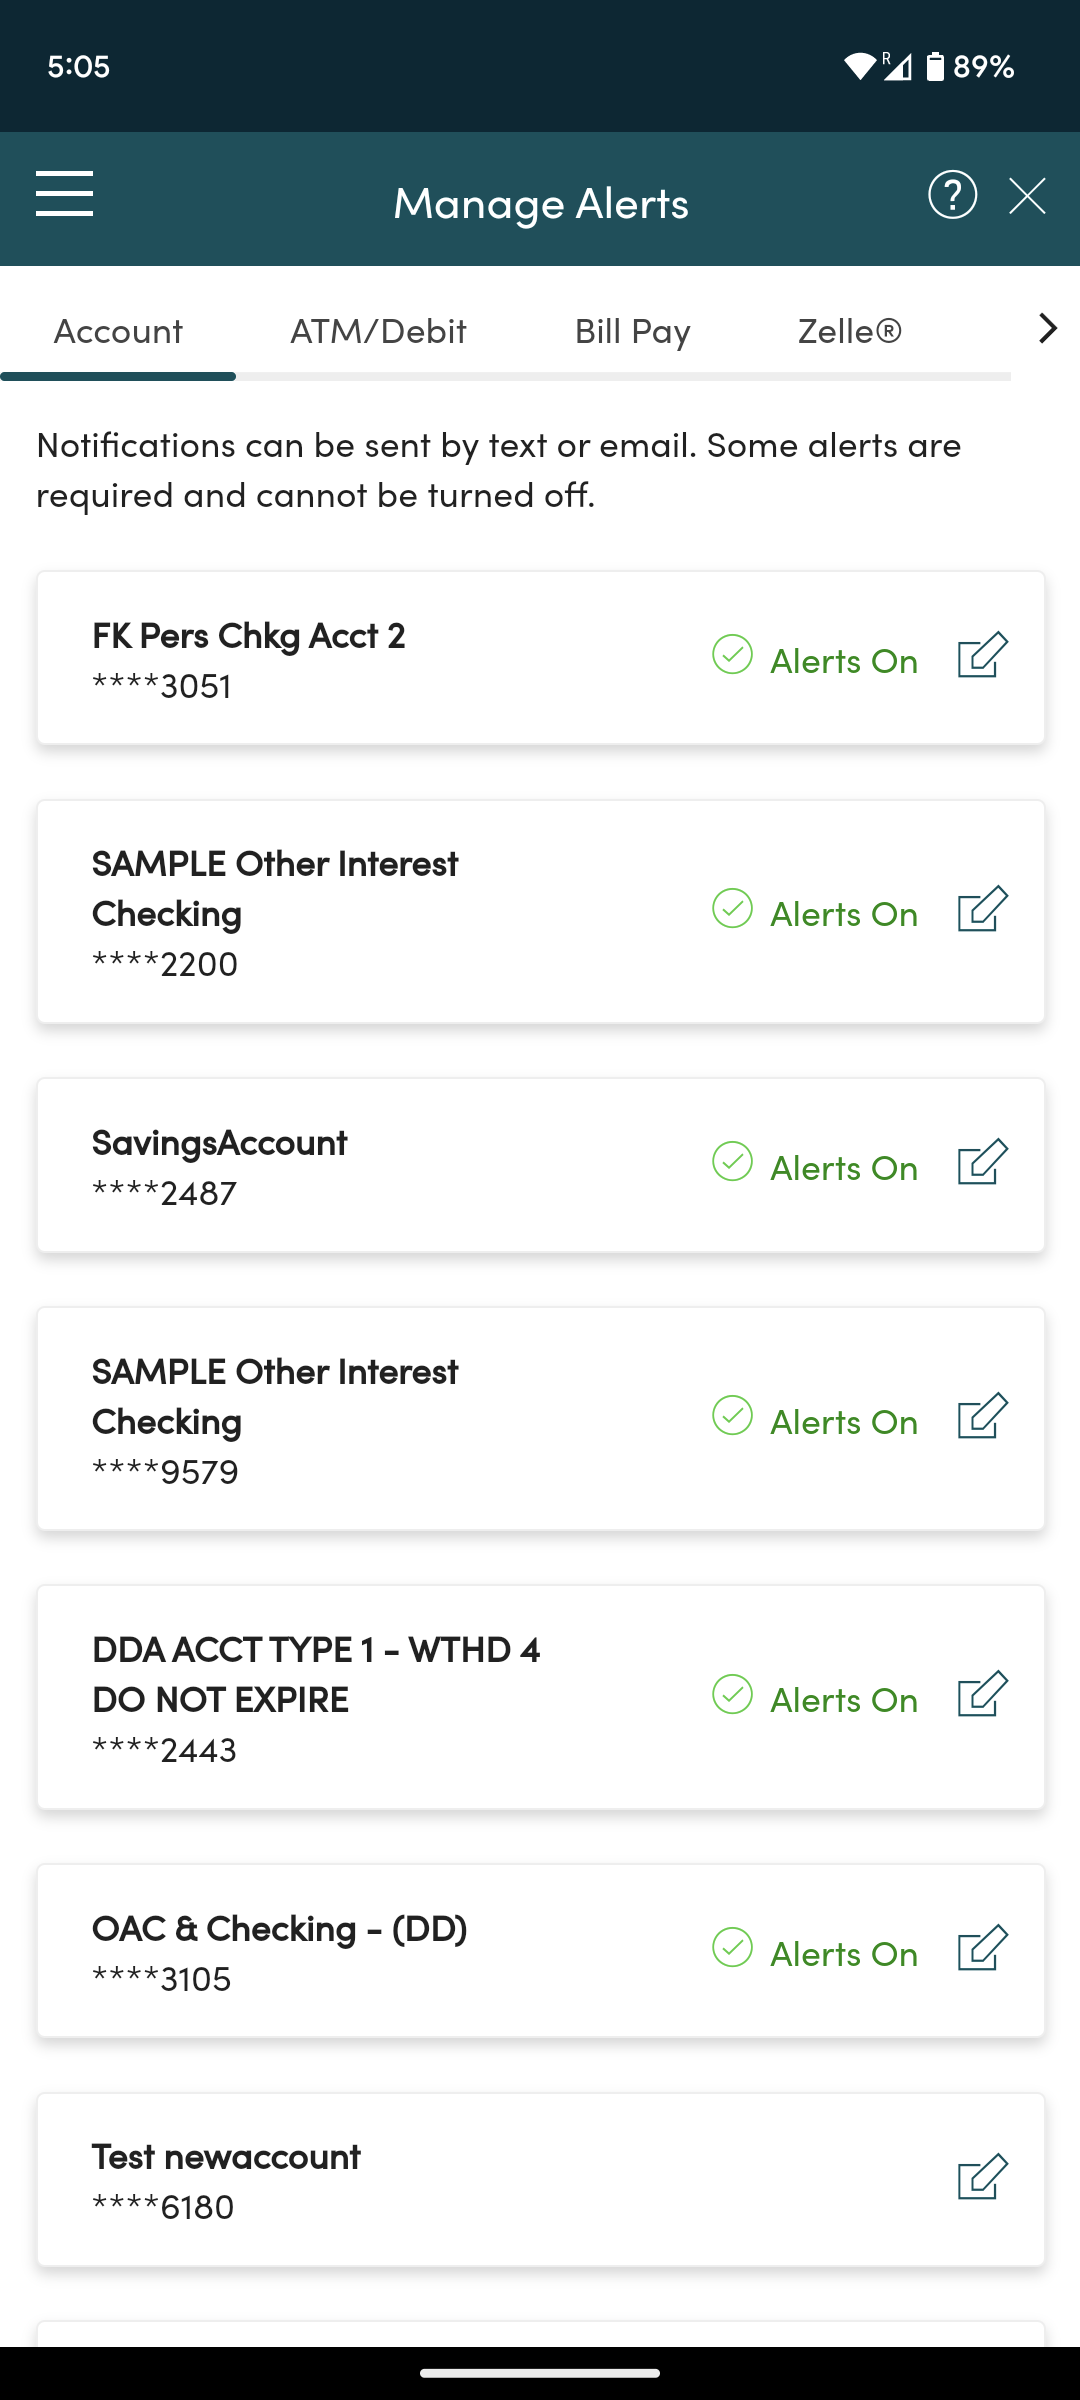 5:05
R
89%
Manage Alerts
?
Account ATM/Debit Bill Pay Zelle®
Notifications can be sent by text or email. Some alerts are
required and cannot be turned off.
FK Pers Chkg Acct 2
****3051
Alerts On
SAMPLE Other Interest
Checking
****2200
Alerts On
SavingsAccount
****2487
Alerts On
SAMPLE Other Interest
Checking
****9579
Alerts On
DDA ACCT TYPE 1 - WTHD 4
DO NOT EXPIRE
****2443
Alerts On
OAC & Checking - (DD)
****3105
Alerts On
Test newaccount
****6180